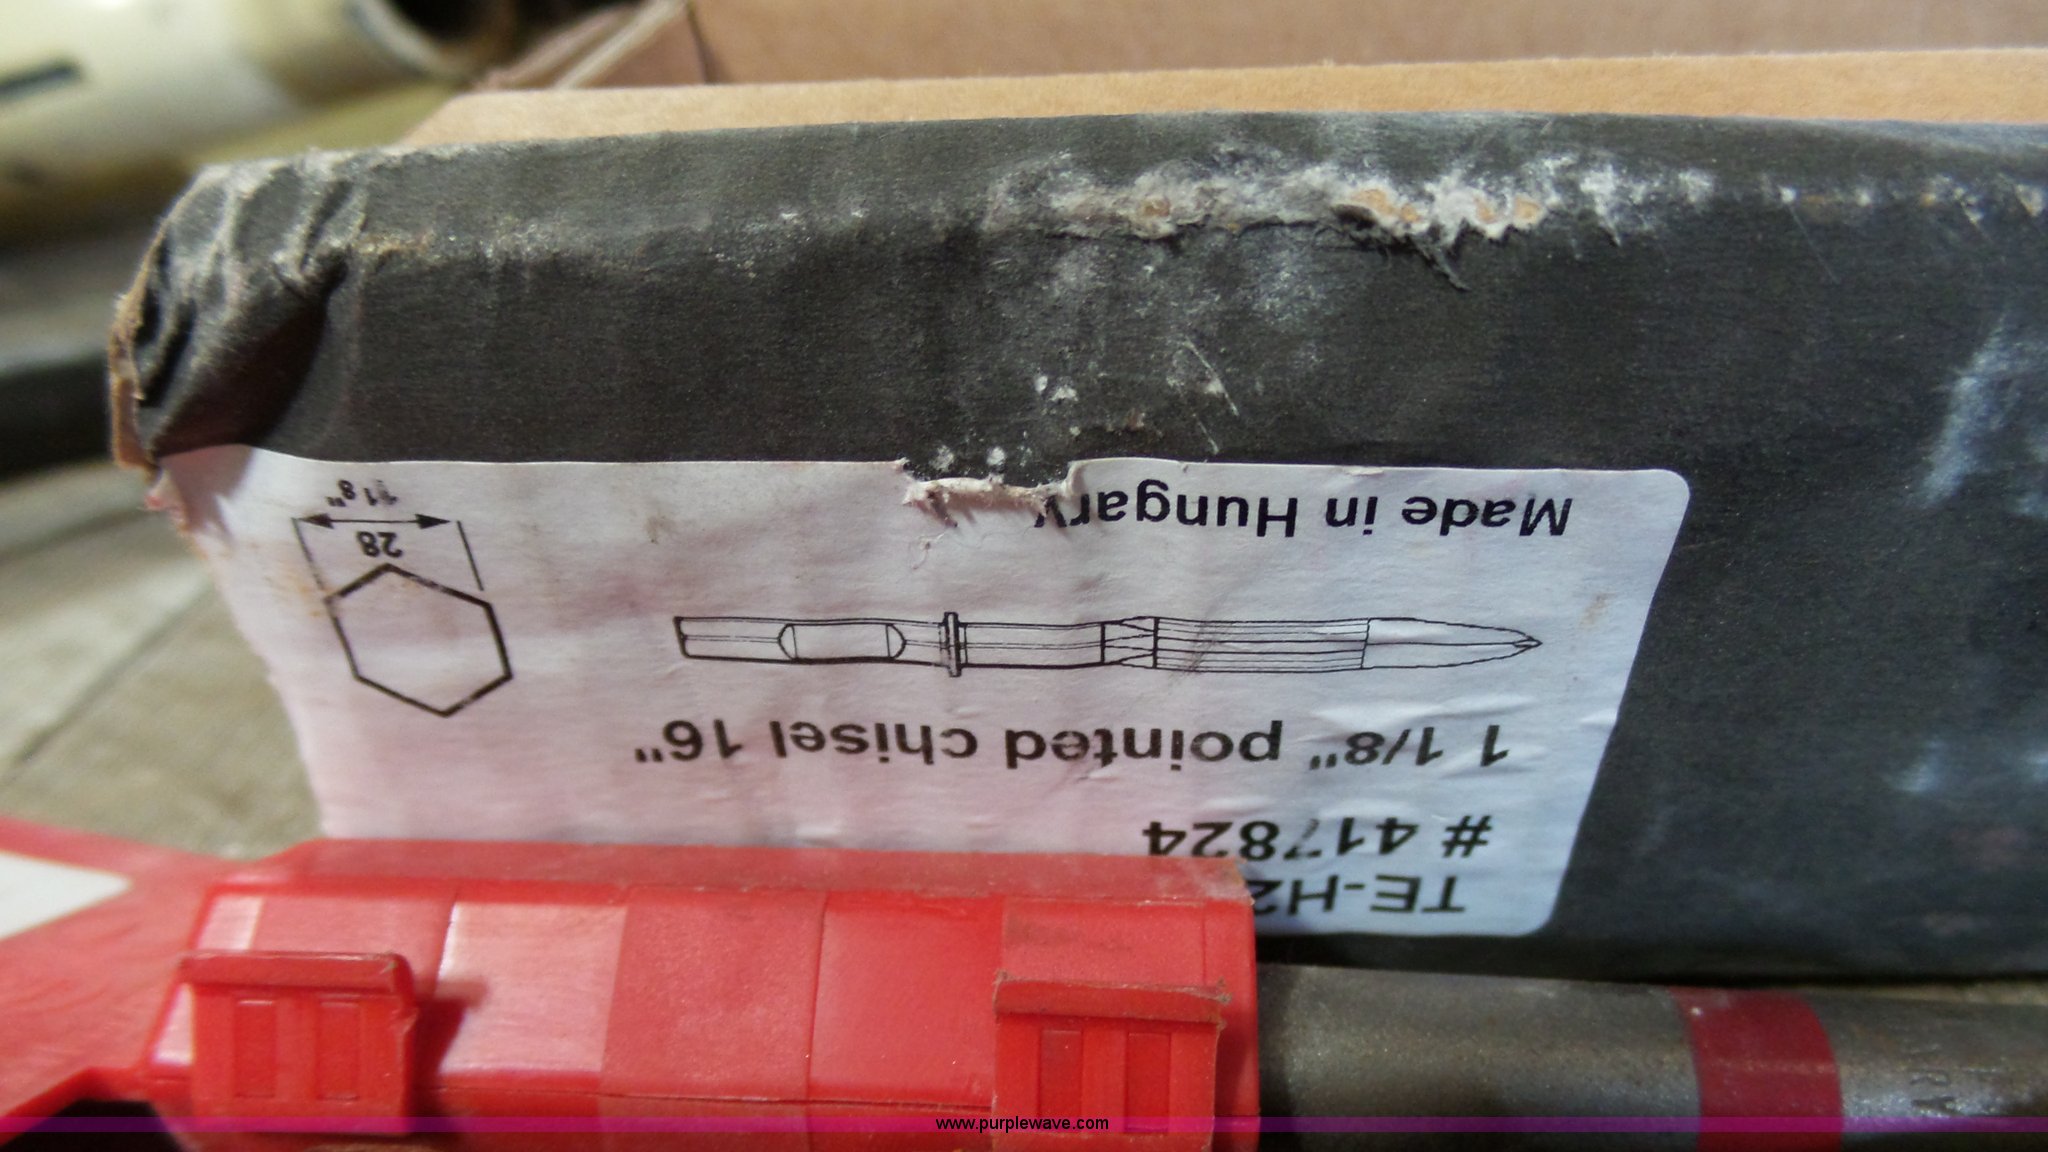 TE-H2
# 417824
1 1/8" pointed chisel 16"
Made in Hungary
28
1 1 8"
www.purplewave.com